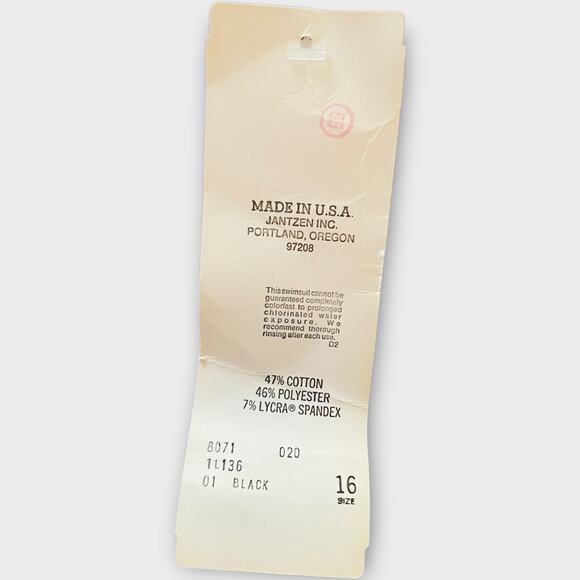 MADE IN U.S.A.
JANTZEN INC.
PORTLAND, OREGON
97208
This swimsuit cannot be
guaranteed completely
colorfast to prolonged
chlorinated water
exposure. We
recommend thorough
rinsing after each use.
D2
47% COTTON
46% POLYESTER
7% LYCRA® SPANDEX
8071 020
1L136
01 BLACK 16
SIZE